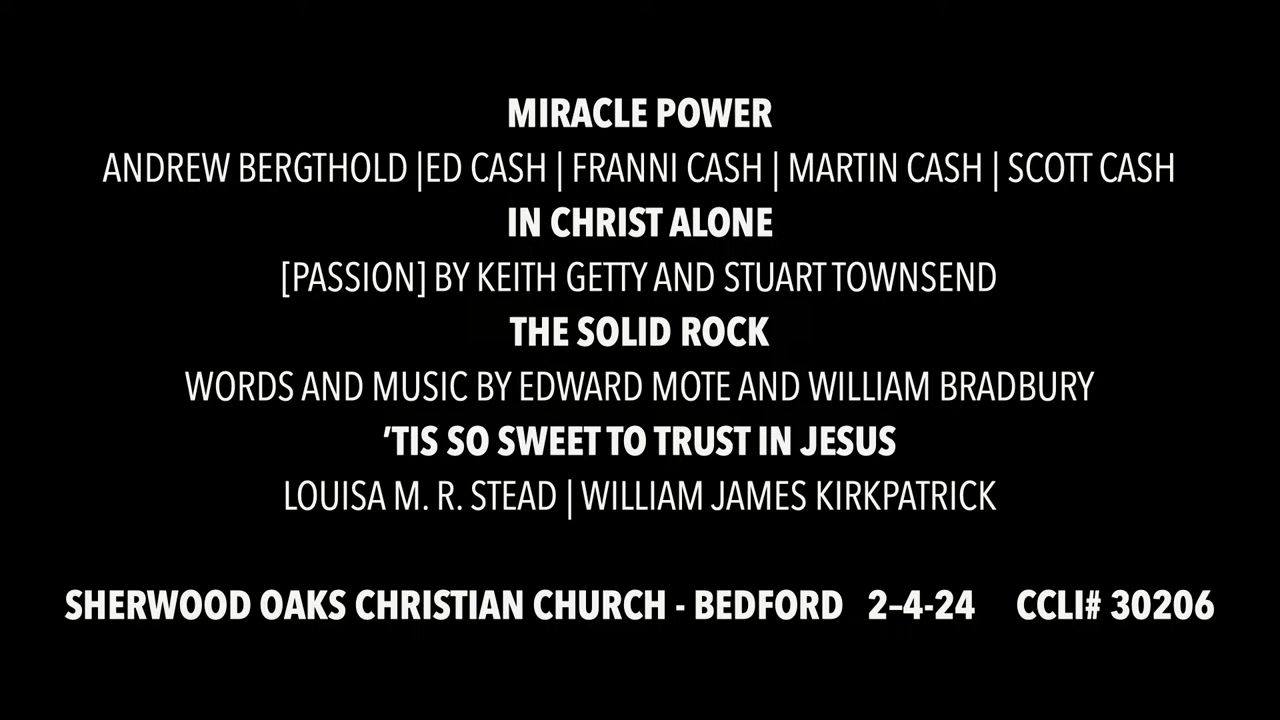 MIRACLE POWER
ANDREW BERGTHOLD |ED CASH | FRANNI CASH | MARTIN CASH | SCOTT CASH
IN CHRIST ALONE
[PASSION] BY KEITH GETTY AND STUART TOWNSEND
THE SOLID ROCK
WORDS AND MUSIC BY EDWARD MOTE AND WILLIAM BRADBURY
’TIS SO SWEET TO TRUST IN JESUS
LOUISA M. R. STEAD | WILLIAM JAMES KIRKPATRICK
SHERWOOD OAKS CHRISTIAN CHURCH - BEDFORD 2–4-24 CCLI# 30206